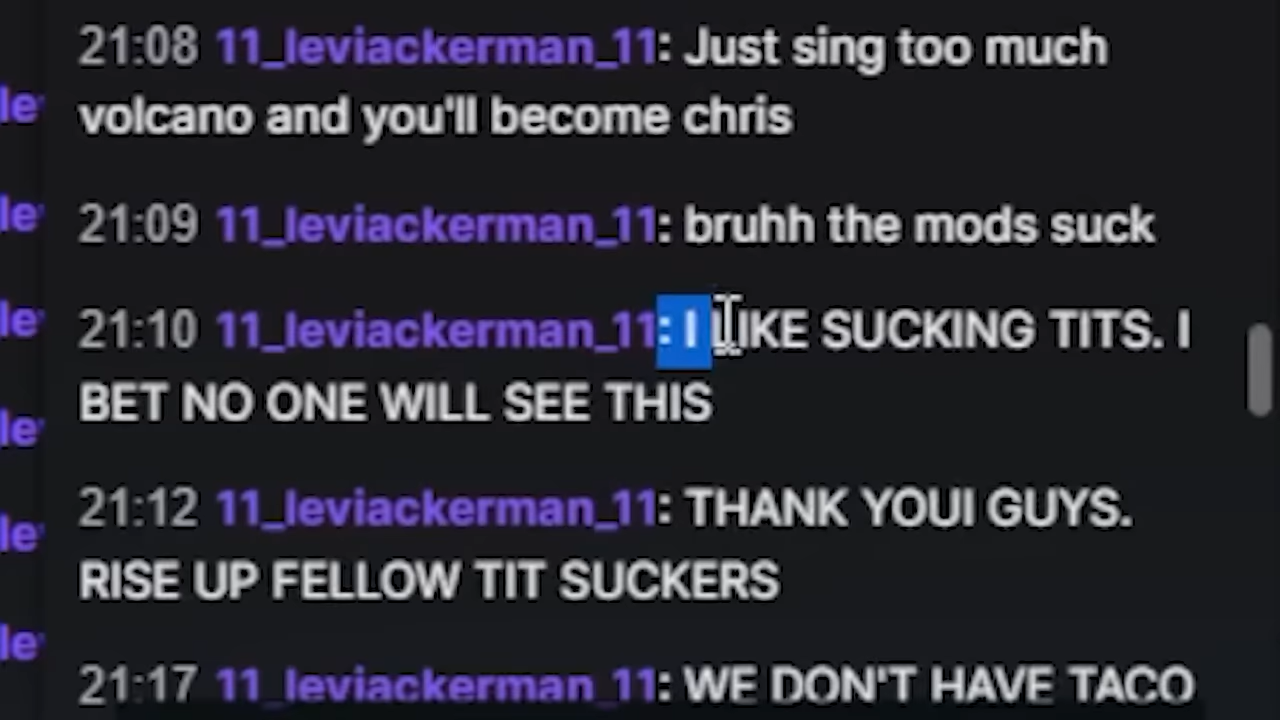 21:08 11_leviackerman_11: Just sing too much
volcano and you'll become chris
21:09 11_leviackerman_11: bruhh the mods suck
21:10 11_leviackerman_11: I LIKE SUCKING TITS. I
BET NO ONE WILL SEE THIS
21:12 11_leviackerman_11: THANK YOUI GUYS.
RISE UP FELLOW TIT SUCKERS
21:17 11_leviackerman_11: WE DON'T HAVE TACO